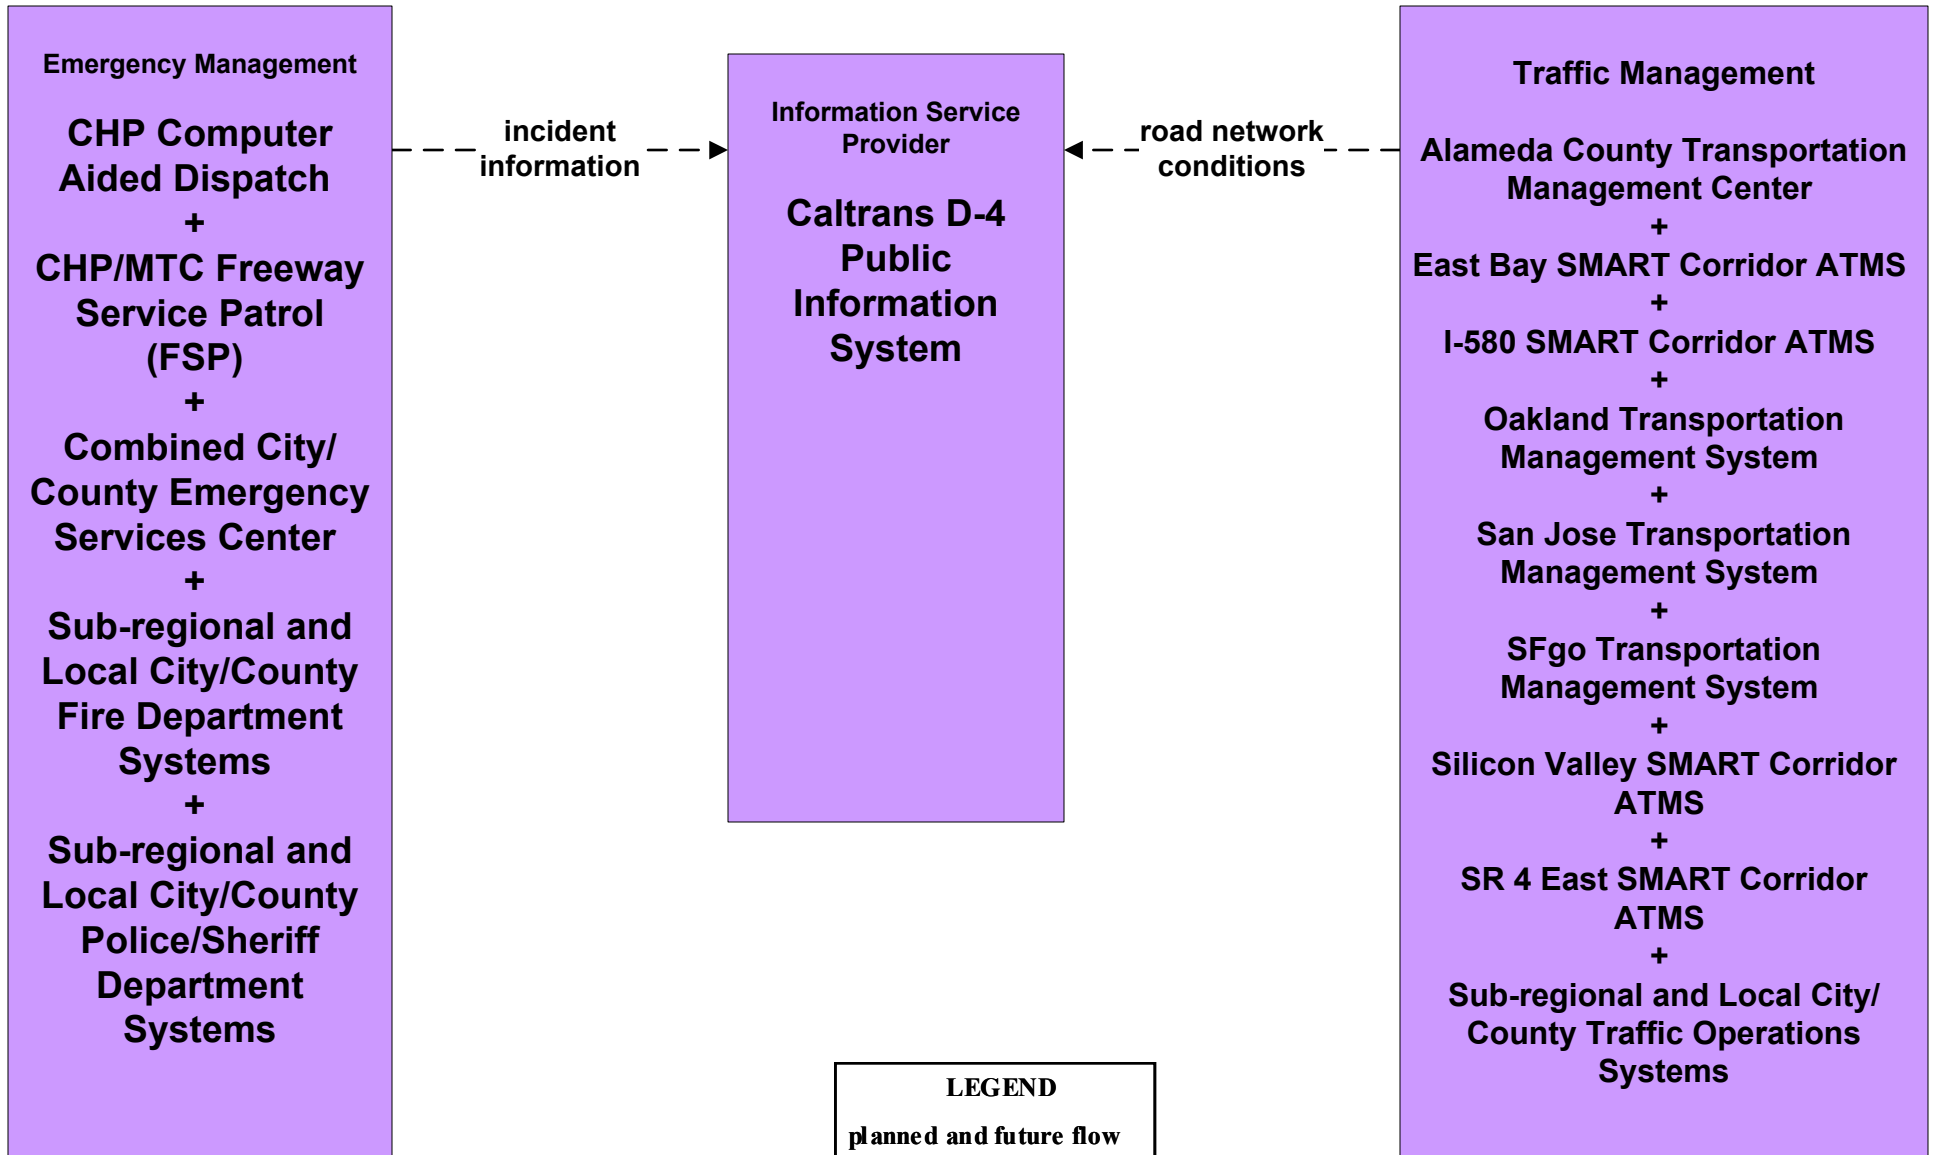 Emergency Management
CHP Computer
Aided Dispatch
+
CHP/MTC Freeway
Service Patrol
(FSP)
+
Combined City/
County Emergency
Services Center
+
Sub-regional and
Local City/County
Fire Department
Systems
+
Sub-regional and
Local City/County
Police/Sheriff
Department
Systems
incident
information
Information Service
Provider
Caltrans D-4
Public
Information
System
road network
conditions
Traffic Management
Alameda County Transportation
Management Center
+
East Bay SMART Corridor ATMS
+
I-580 SMART Corridor ATMS
+
Oakland Transportation
Management System
+
San Jose Transportation
Management System
+
SFgo Transportation
Management System
+
Silicon Valley SMART Corridor
ATMS
+
SR 4 East SMART Corridor
ATMS
+
Sub-regional and Local City/
County Traffic Operations
Systems
LEGEND
planned and future flow